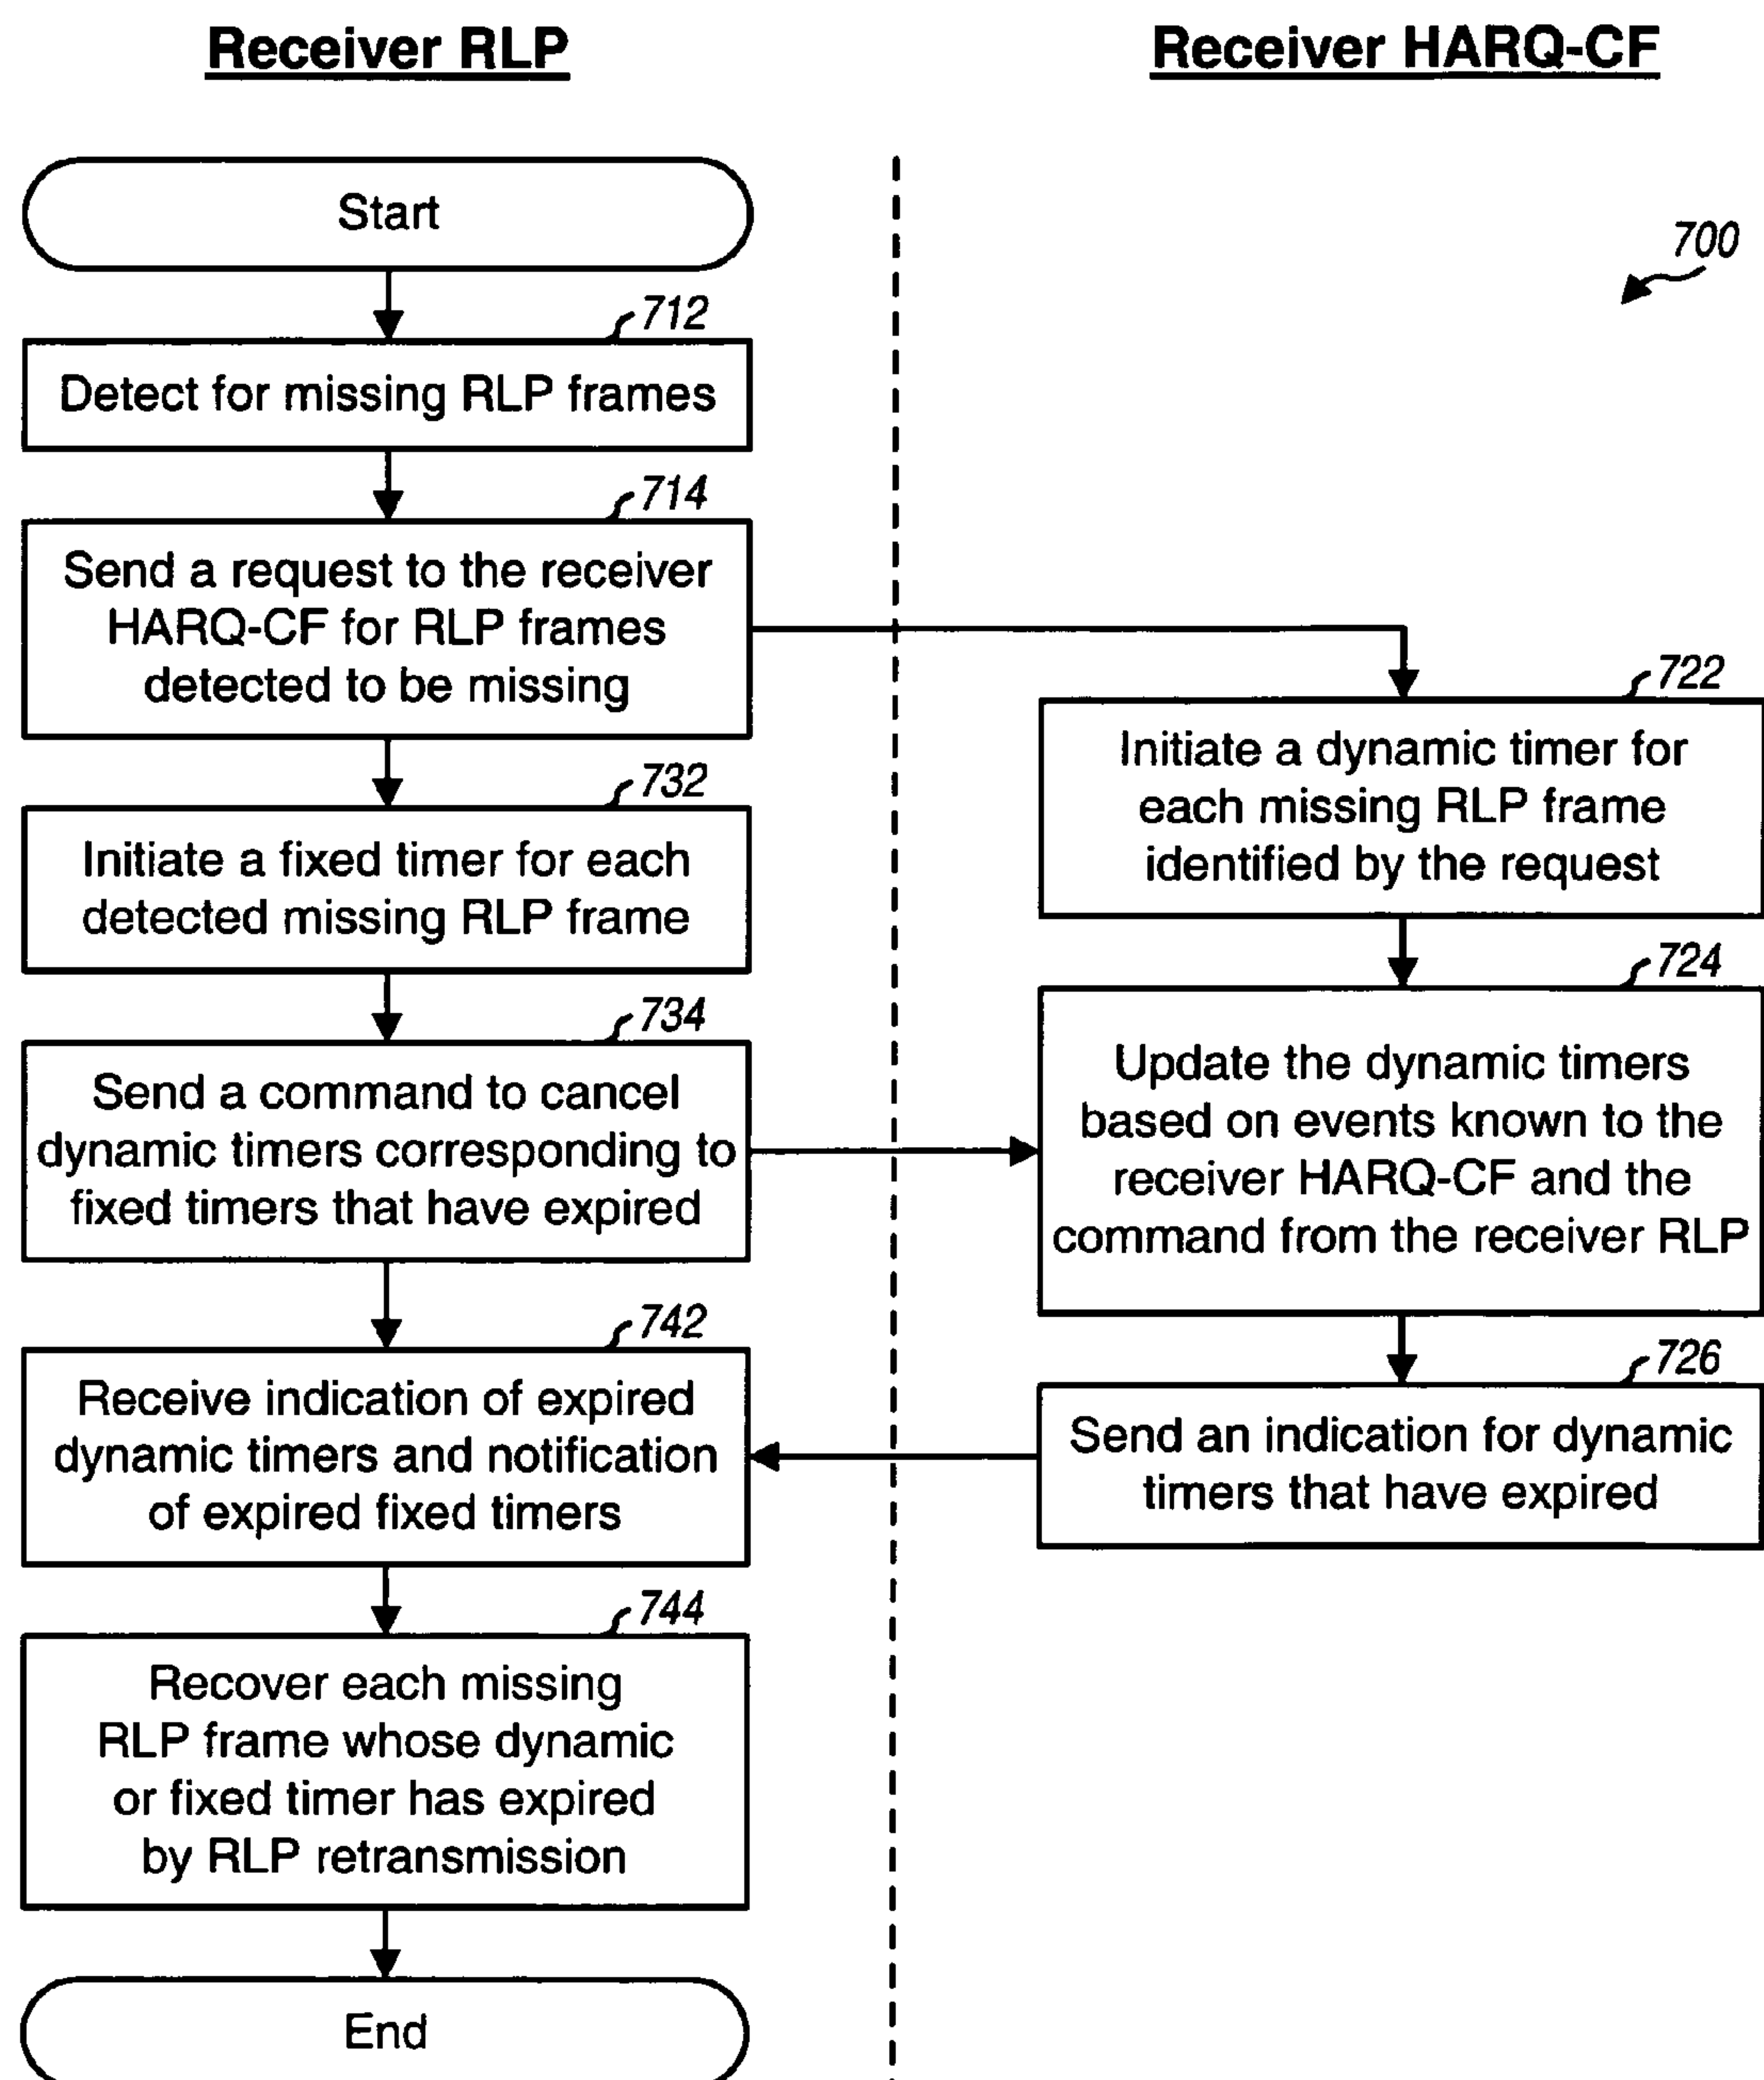 Receiver RLP
Receiver HARQ-CF
Start
700
712
Detect for missing RLP frames
714
Send a request to the receiver
HARQ-CF for RLP frames
detected to be missing
722
Initiate a dynamic timer for
each missing RLP frame
identified by the request
732
Initiate a fixed timer for each
detected missing RLP frame
724
Update the dynamic timers
based on events known to the
receiver HARQ-CF and the
command from the receiver RLP
734
Send a command to cancel
dynamic timers corresponding to
fixed timers that have expired
742
Receive indication of expired
dynamic timers and notification
of expired fixed timers
726
Send an indication for dynamic
timers that have expired
744
Recover each missing
RLP frame whose dynamic
or fixed timer has expired
by RLP retransmission
End